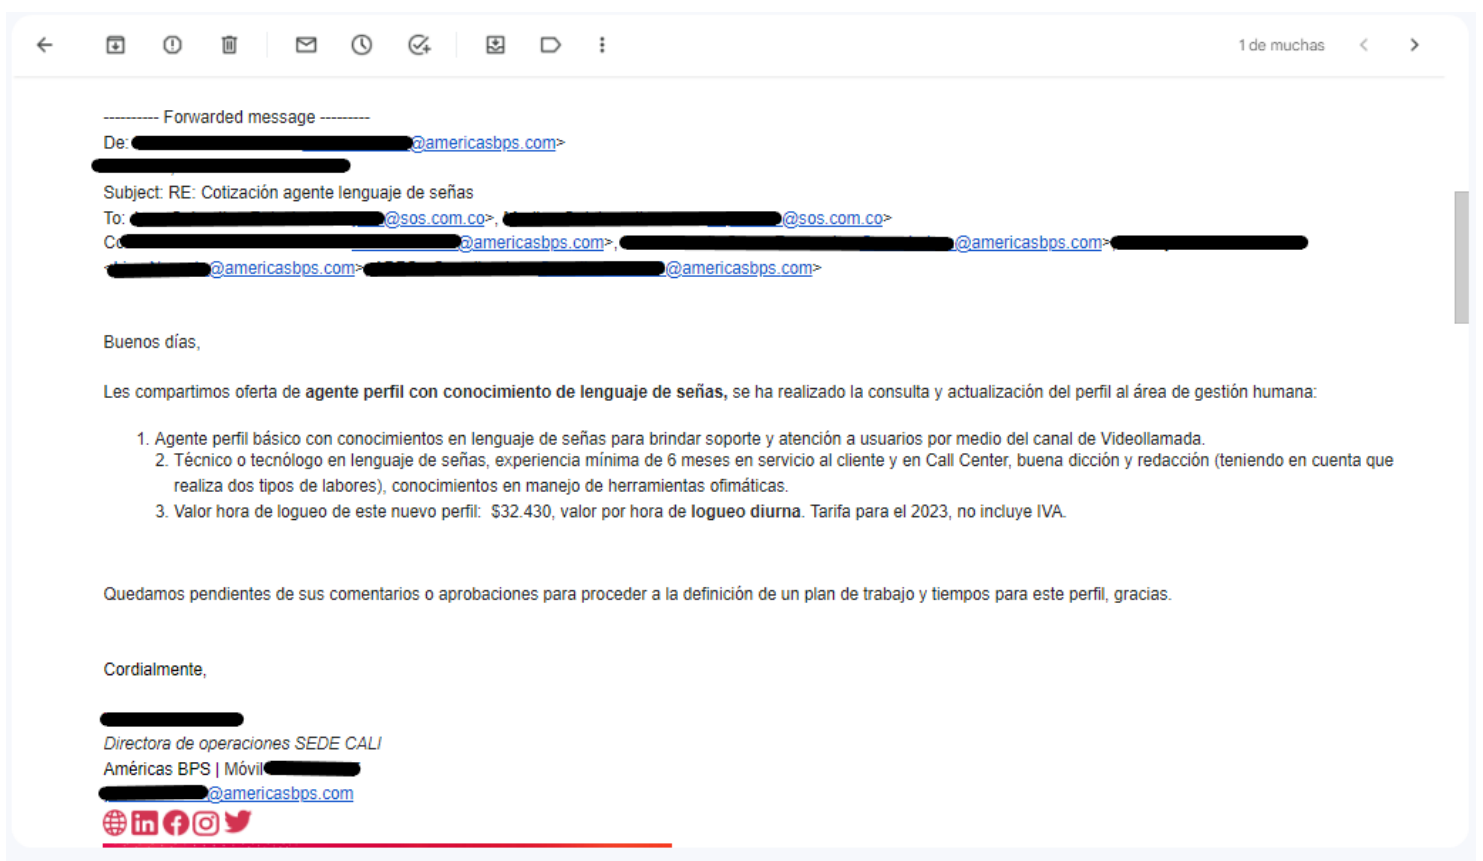 1 de muchas
---------- Forwarded message ---------
De: @americasbps.com>
Subject: RE: Cotización agente lenguaje de señas
To: @sos.com.co>, @sos.com.co>
@americasbps.com>, @americasbps.com>
@americasbps.com> @americasbps.com>
Buenos días,
Les compartimos oferta de agente perfil con conocimiento de lenguaje de señas, se ha realizado la consulta y actualización del perfil al área de gestión humana:
1. Agente perfil básico con conocimientos en lenguaje de señas para brindar soporte y atención a usuarios por medio del canal de Videollamada.
2. Técnico o tecnólogo en lenguaje de señas, experiencia mínima de 6 meses en servicio al cliente y en Call Center, buena dicción y redacción (teniendo en cuenta que
realiza dos tipos de labores), conocimientos en manejo de herramientas ofimáticas.
3. Valor hora de logueo de este nuevo perfil: $32.430, valor por hora de logueo diurna. Tarifa para el 2023, no incluye IVA.
Quedamos pendientes de sus comentarios o aprobaciones para proceder a la definición de un plan de trabajo y tiempos para este perfil, gracias.
Cordialmente,
Directora de operaciones SEDE CALI
Américas BPS | Móvil
@americasbps.com